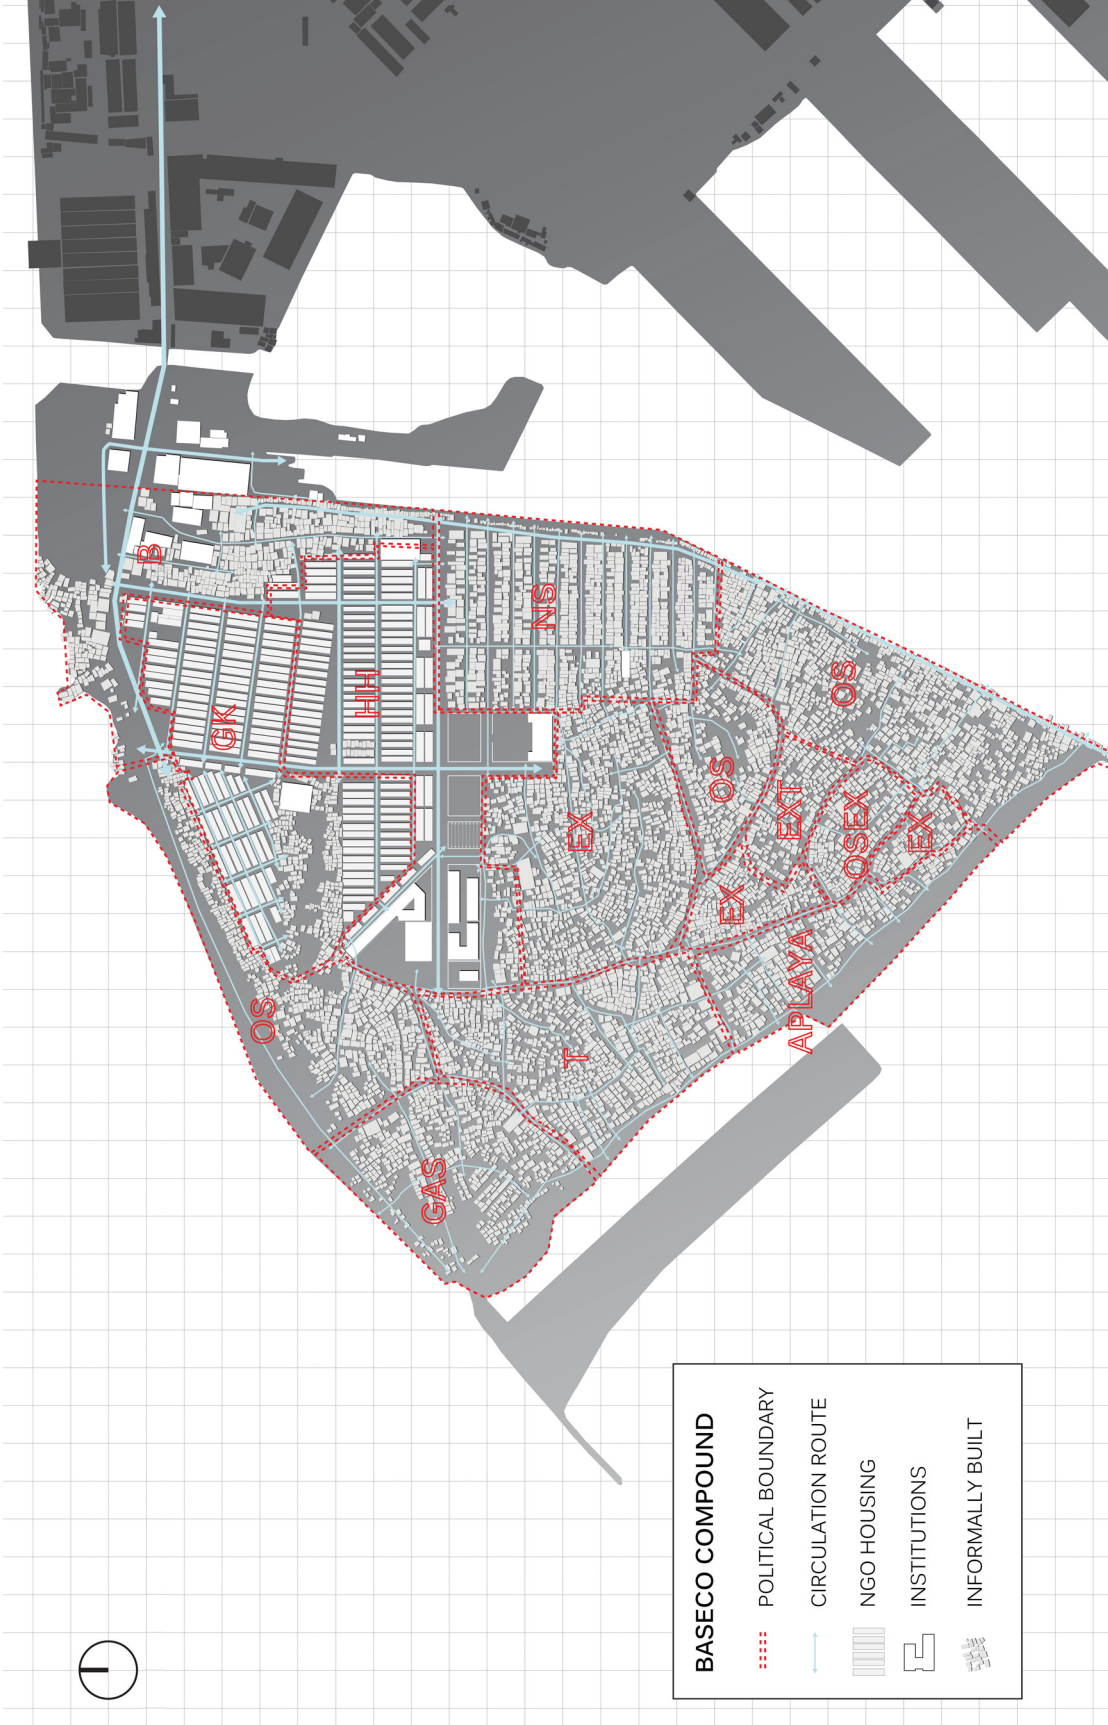 B
GK
OS
HH
GAS
NS
T
EX
OS
EX
EXT
APLAYA
OS
OSEX
EX
BASECO COMPOUND
POLITICAL BOUNDARY
CIRCULATION ROUTE
NGO HOUSING
INSTITUTIONS
INFORMALLY BUILT